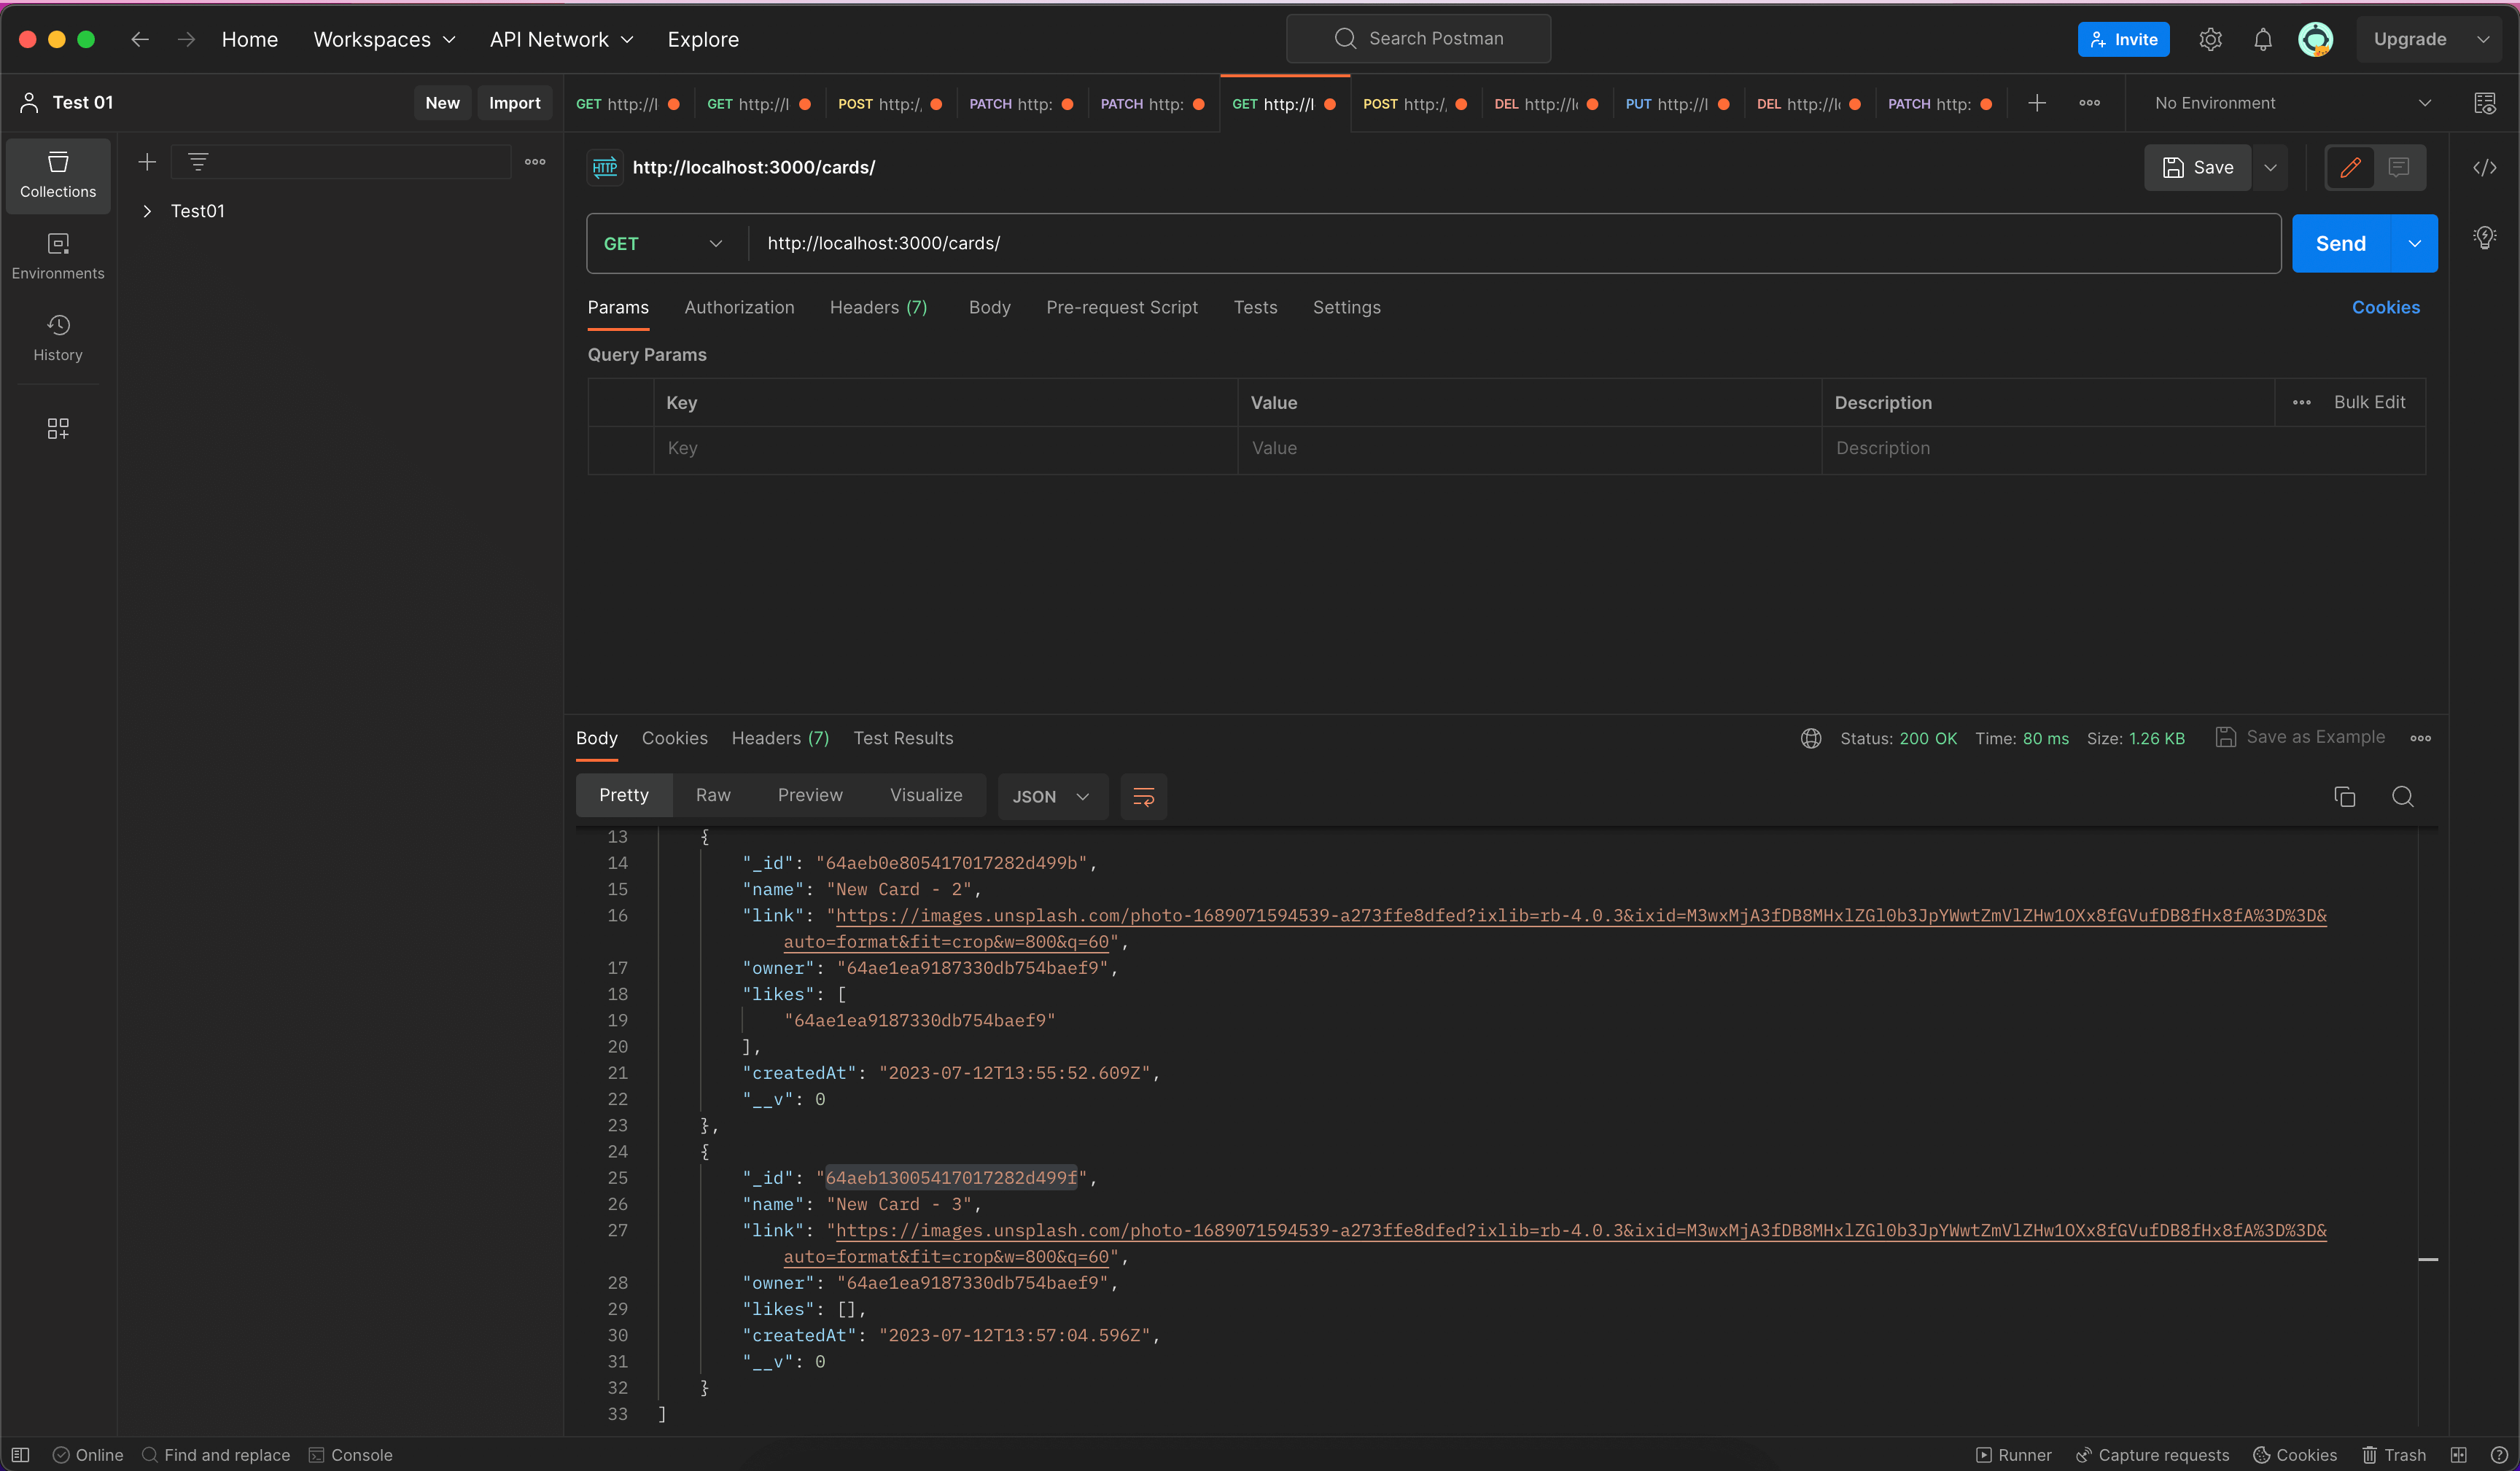 Home Workspaces API Network Explore Search Postman Invite Upgrade
Test 01 New Import GET http://l GET http://l POST http:/, PATCH http: PATCH http: GET http://l POST http:/, DEL http://l PUT http://l DEL http://l PATCH http: No Environment
HTTP http://localhost:3000/cards/ Save
Collections
Test01
Environments
History
GET http://localhost:3000/cards/ Send
Params Authorization Headers (7) Body Pre-request Script Tests Settings Cookies
Query Params
Key Value Description Bulk Edit
Key Value Description
Body Cookies Headers (7) Test Results Status: 200 OK Time: 80 ms Size: 1.26 KB Save as Example
Pretty Raw Preview Visualize JSON
13 {
14 "_id": "64aeb0e805417017282d499b",
15 "name": "New Card - 2",
16 "link": "https://images.unsplash.com/photo-1689071594539-a273ffe8dfed?ixlib=rb-4.0.3&ixid=M3wxMjA3fDB8MHxlZGl0b3JpYWwtZmVlZHw1OXx8fGVufDB8fHx8fA%3D%3D&
auto=format&fit=crop&w=800&q=60",
17 "owner": "64ae1ea9187330db754baef9",
18 "likes": [
19 "64ae1ea9187330db754baef9"
20 ],
21 "createdAt": "2023-07-12T13:55:52.609Z",
22 "__v": 0
23 },
24 {
25 "_id": "64aeb13005417017282d499f",
26 "name": "New Card - 3",
27 "link": "https://images.unsplash.com/photo-1689071594539-a273ffe8dfed?ixlib=rb-4.0.3&ixid=M3wxMjA3fDB8MHxlZGl0b3JpYWwtZmVlZHw1OXx8fGVufDB8fHx8fA%3D%3D&
auto=format&fit=crop&w=800&q=60",
28 "owner": "64ae1ea9187330db754baef9",
29 "likes": [],
30 "createdAt": "2023-07-12T13:57:04.596Z",
31 "__v": 0
32 }
33 ]
Online Find and replace Console Runner Capture requests Cookies Trash